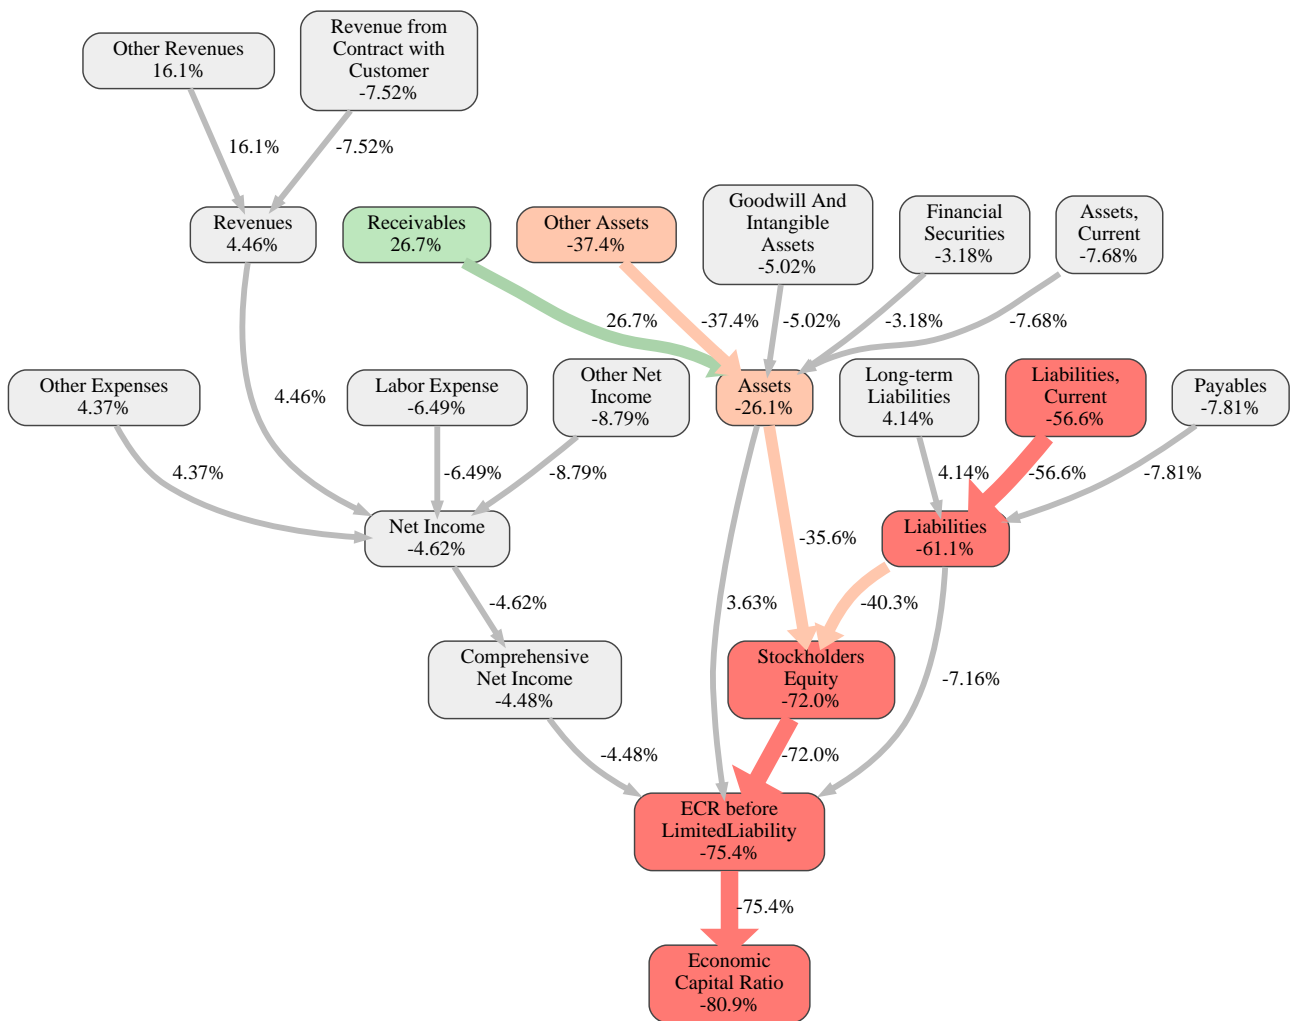 Other Revenues
16.1%
Revenue from
Contract with
Customer
-7.52%
16.1%
-7.52%
Revenues
4.46%
Receivables
26.7%
Other Assets
-37.4%
Goodwill And
Intangible
Assets
-5.02%
Financial
Securities
-3.18%
Assets,
Current
-7.68%
26.7%
-37.4%
-5.02%
-3.18%
-7.68%
Other Expenses
4.37%
4.46%
Labor Expense
-6.49%
Other Net
Income
-8.79%
Assets
-26.1%
Long-term
Liabilities
4.14%
Liabilities,
Current
-56.6%
Payables
-7.81%
4.37%
-6.49%
-8.79%
4.14%
-56.6%
-7.81%
Net Income
-4.62%
-35.6%
Liabilities
-61.1%
-4.62%
3.63%
-40.3%
Comprehensive
Net Income
-4.48%
Stockholders
Equity
-72.0%
-7.16%
-4.48%
-72.0%
ECR before
LimitedLiability
-75.4%
-75.4%
Economic
Capital Ratio
-80.9%